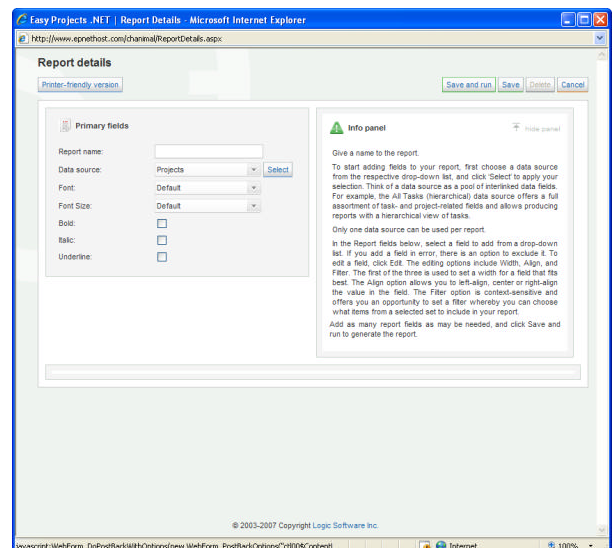 Easy Projects .NET | Report Details - Microsoft Internet Explorer
http://www.epnethost.com/chanimal/ReportDetails.aspx
Report details
Printer-friendly version
Save and run Save Delete Cancel
Primary fields
Report name:
Data source: Projects Select
Font: Default
Font Size: Default
Bold:
Italic:
Underline:
Info panel hide panel
Give a name to the report.
To start adding fields to your report, first choose a data source
from the respective drop-down list, and click 'Select' to apply your
selection. Think of a data source as a pool of interlinked data fields.
For example, the All Tasks (hierarchical) data source offers a full
assortment of task- and project-related fields and allows producing
reports with a hierarchical view of tasks.
Only one data source can be used per report.
In the Report fields below, select a field to add from a drop-down
list. If you add a field in error, there is an option to exclude it. To
edit a field, click Edit. The editing options include Width, Align, and
Filter. The first of the three is used to set a width for a field that fits
best. The Align option allows you to left-align, center or right-align
the value in the field. The Filter option is context-sensitive and
offers you an opportunity to set a filter whereby you can choose
what items from a selected set to include in your report.
Add as many report fields as may be needed, and click Save and
run to generate the report.
© 2003-2007 Copyright Logic Software Inc.
javascript:WebForm_DoPostBackWithOptions(new WebForm_PostBackOptions("ctl00$Content1 Internet 100%